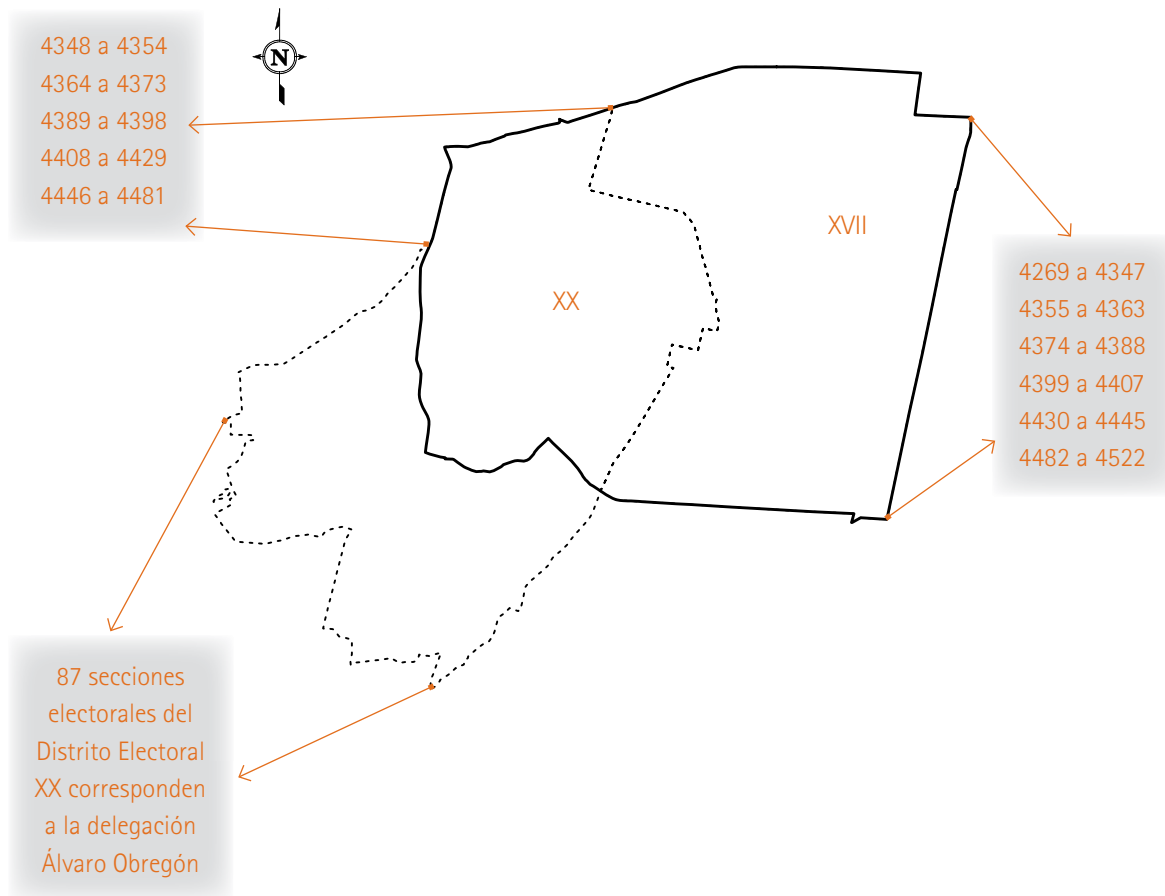 4348 a 4354
4364 a 4373
4389 a 4398
4408 a 4429
4446 a 4481
N
XVII
XX
4269 a 4347
4355 a 4363
4374 a 4388
4399 a 4407
4430 a 4445
4482 a 4522
87 secciones
electorales del
Distrito Electoral
XX corresponden
a la delegación
Álvaro Obregón